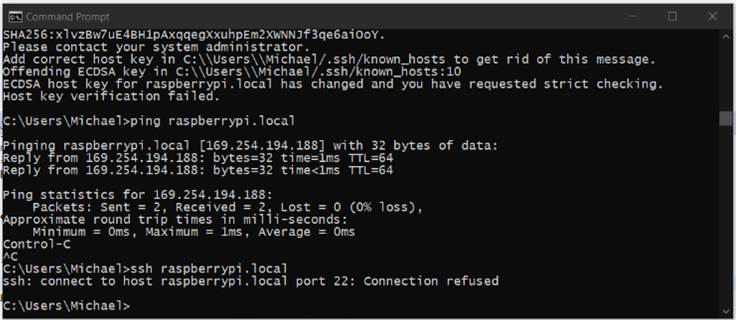 Command Prompt
SHA256:xlvzBw7uE4BH1pAxqqegXxuhpEm2XWNNJf3qe6aiOoY.
Please contact your system administrator.
Add correct host key in C:\\Users\\Michael/.ssh/known_hosts to get rid of this message.
Offending ECDSA key in C:\\Users\\Michael/.ssh/known_hosts:10
ECDSA host key for raspberrypi.local has changed and you have requested strict checking.
Host key verification failed.
C:\Users\Michael>ping raspberrypi.local
Pinging raspberrypi.local [169.254.194.188] with 32 bytes of data:
Reply from 169.254.194.188: bytes=32 time=1ms TTL=64
Reply from 169.254.194.188: bytes=32 time<1ms TTL=64
Ping statistics for 169.254.194.188:
Packets: Sent = 2, Received = 2, Lost = 0 (0% loss),
Approximate round trip times in milli-seconds:
Minimum = 0ms, Maximum = 1ms, Average = 0ms
Control-C
^C
C:\Users\Michael>ssh raspberrypi.local
ssh: connect to host raspberrypi.local port 22: Connection refused
C:\Users\Michael>